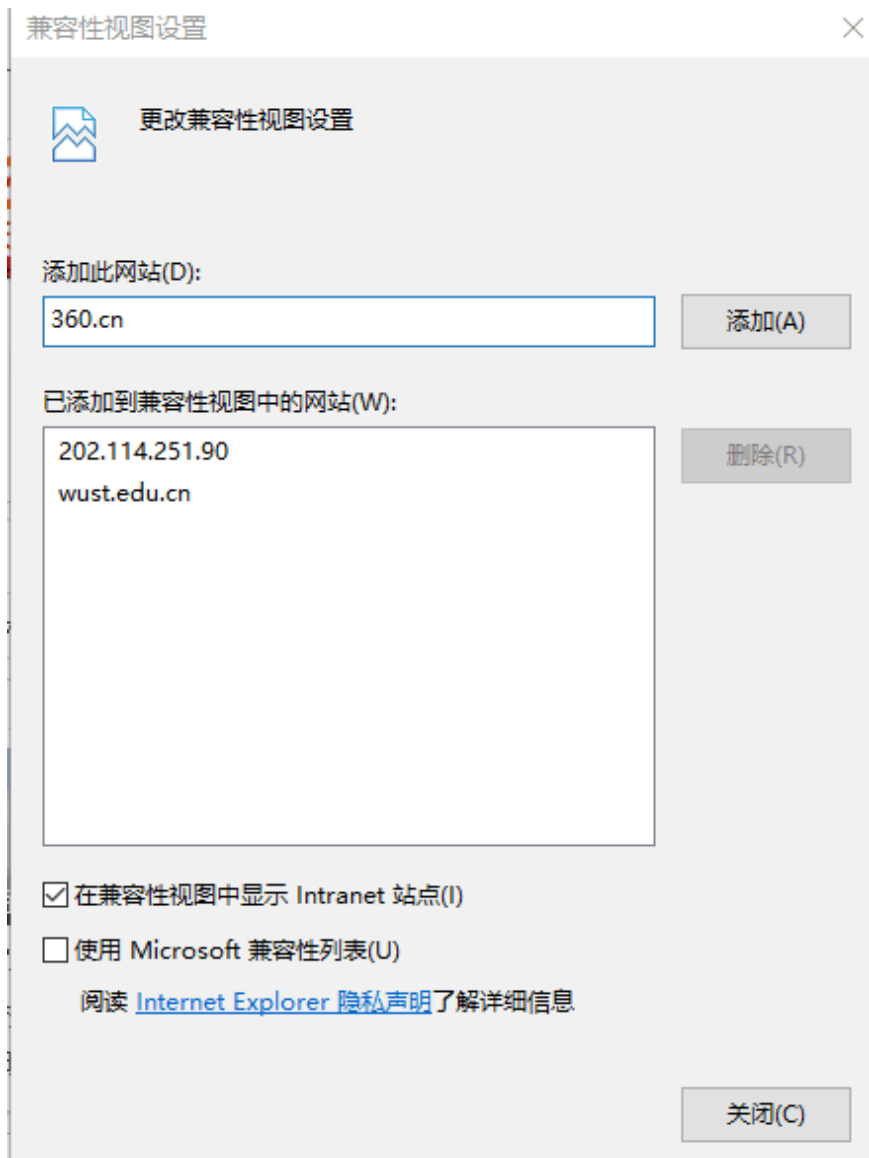 兼容性视图设置
更改兼容性视图设置
添加此网站(D):
360.cn
添加(A)
已添加到兼容性视图中的网站(W):
202.114.251.90
wust.edu.cn
删除(R)
在兼容性视图中显示 Intranet 站点(I)
使用 Microsoft 兼容性列表(U)
阅读 Internet Explorer 隐私声明了解详细信息
关闭(C)